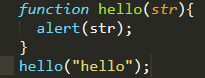 function hello(str){
  alert(str);
}
hello("hello");